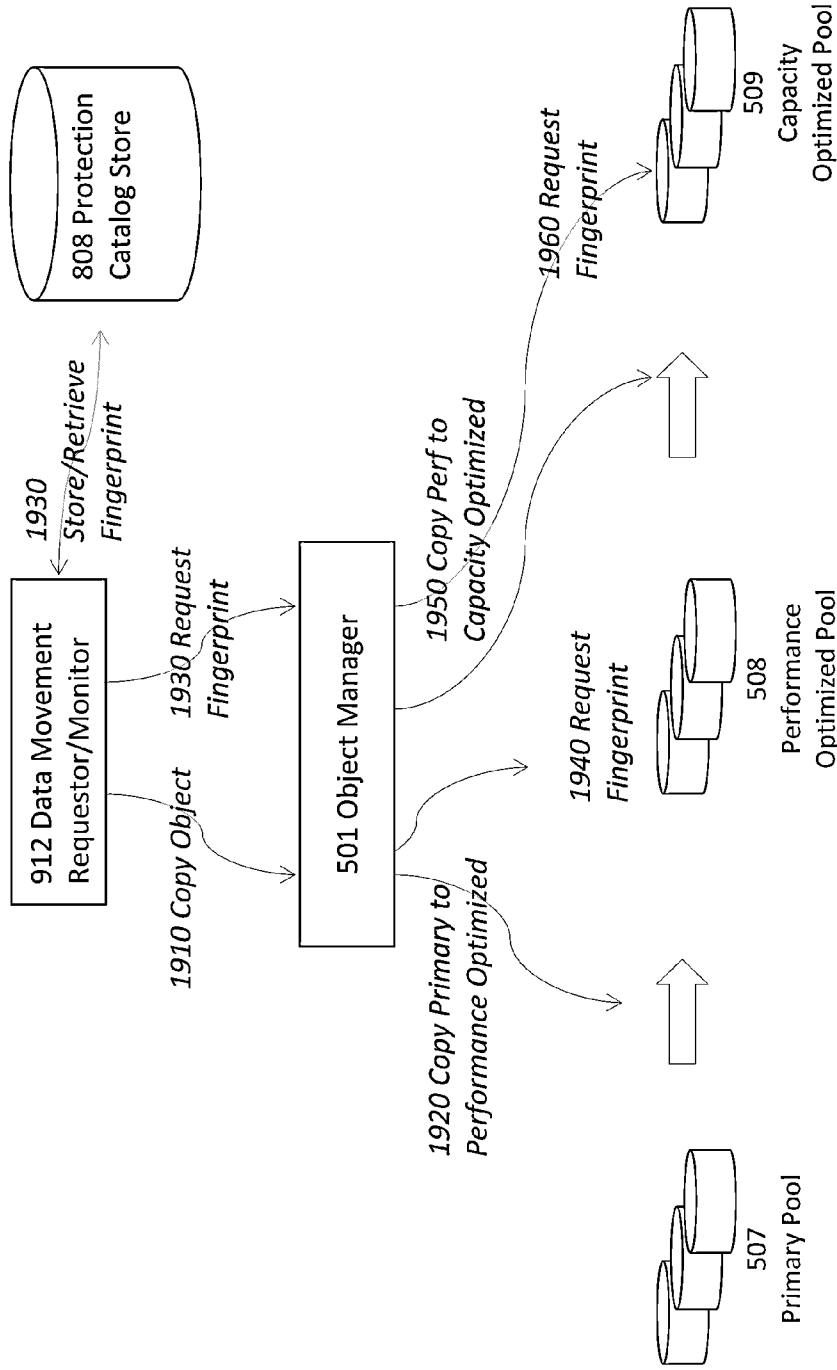 808 Protection
Catalog Store
1930
Store/Retrieve
Fingerprint
912 Data Movement
Requestor/Monitor
1910 Copy Object
1930 Request
Fingerprint
501 Object Manager
1920 Copy Primary to
Performance Optimized
1940 Request
Fingerprint
1950 Copy Perf to
Capacity Optimized
1960 Request
Fingerprint
507
Primary Pool
508
Performance
Optimized Pool
509
Capacity
Optimized Pool